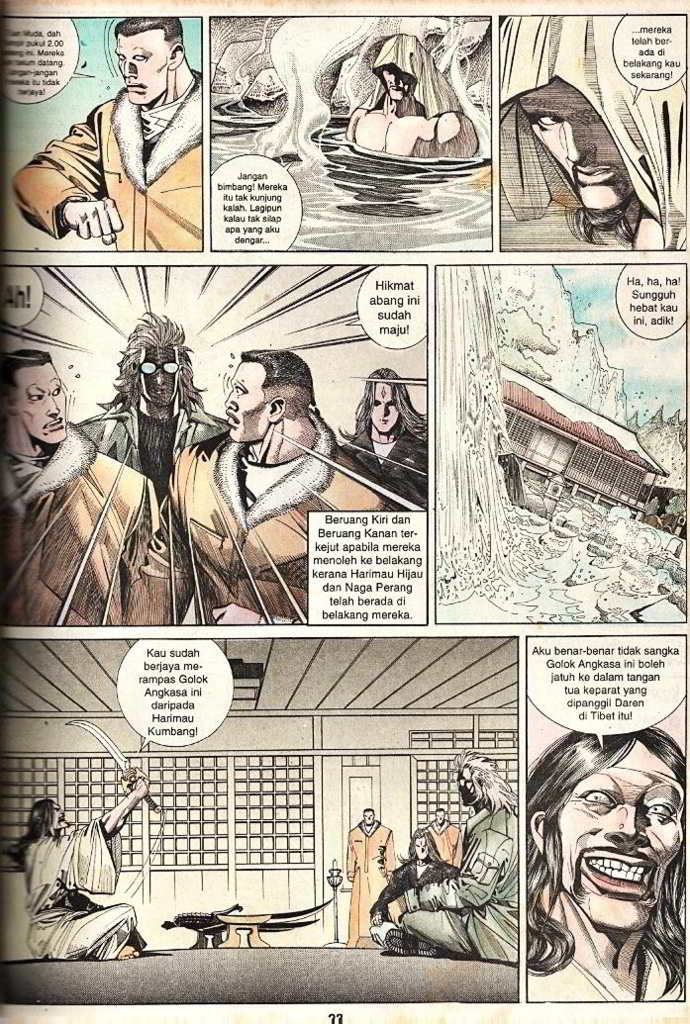 Muda, dah
pukul 2.00
ini. Mereka
datang.
mereka itu tidak
berjaya!
Jangan
bimbang! Mereka
itu tak kunjung
kalah. Lagipun
kalau tak silap
apa yang aku
dengar...
...mereka
telah ber-
ada di
belakang kau
sekarang!
Ah!
Hikmat
abang ini
sudah
maju!
Beruang Kiri dan
Beruang Kanan ter-
kejut apabila mereka
menoleh ke belakang
kerana Harimau Hijau
dan Naga Perang
telah berada di
belakang mereka.
Ha, ha, ha!
Sungguh
hebat kau
ini, adik!
Kau sudah
berjaya me-
rampas Golok
Angkasa ini
daripada
Harimau
Kumbang!
Aku benar-benar tidak sangka
Golok Angkasa ini boleh
jatuh ke dalam tangan
tua keparat yang
dipanggil Daren
di Tibet itu!